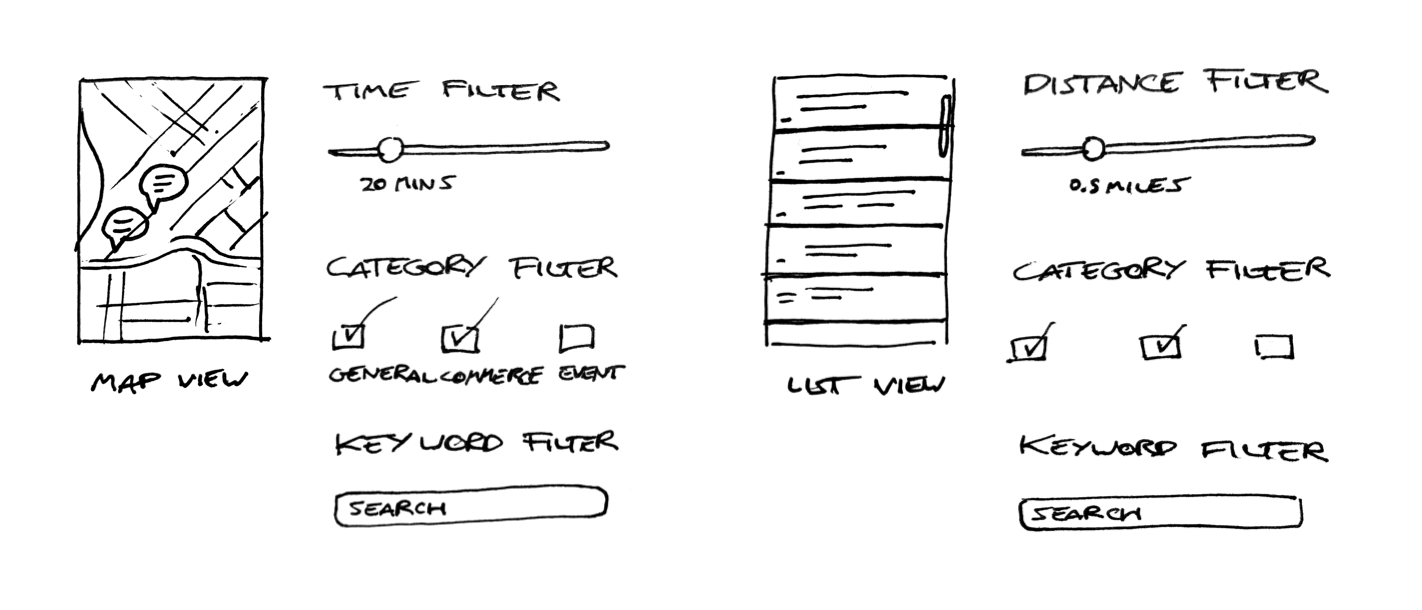 TIME FILTER
20 MINS
CATEGORY FILTER
GENERAL COMMERCE EVENT
KEYWORD FILTER
SEARCH
MAP VIEW
DISTANCE FILTER
0.5 MILES
CATEGORY FILTER
KEYWORD FILTER
SEARCH
LIST VIEW